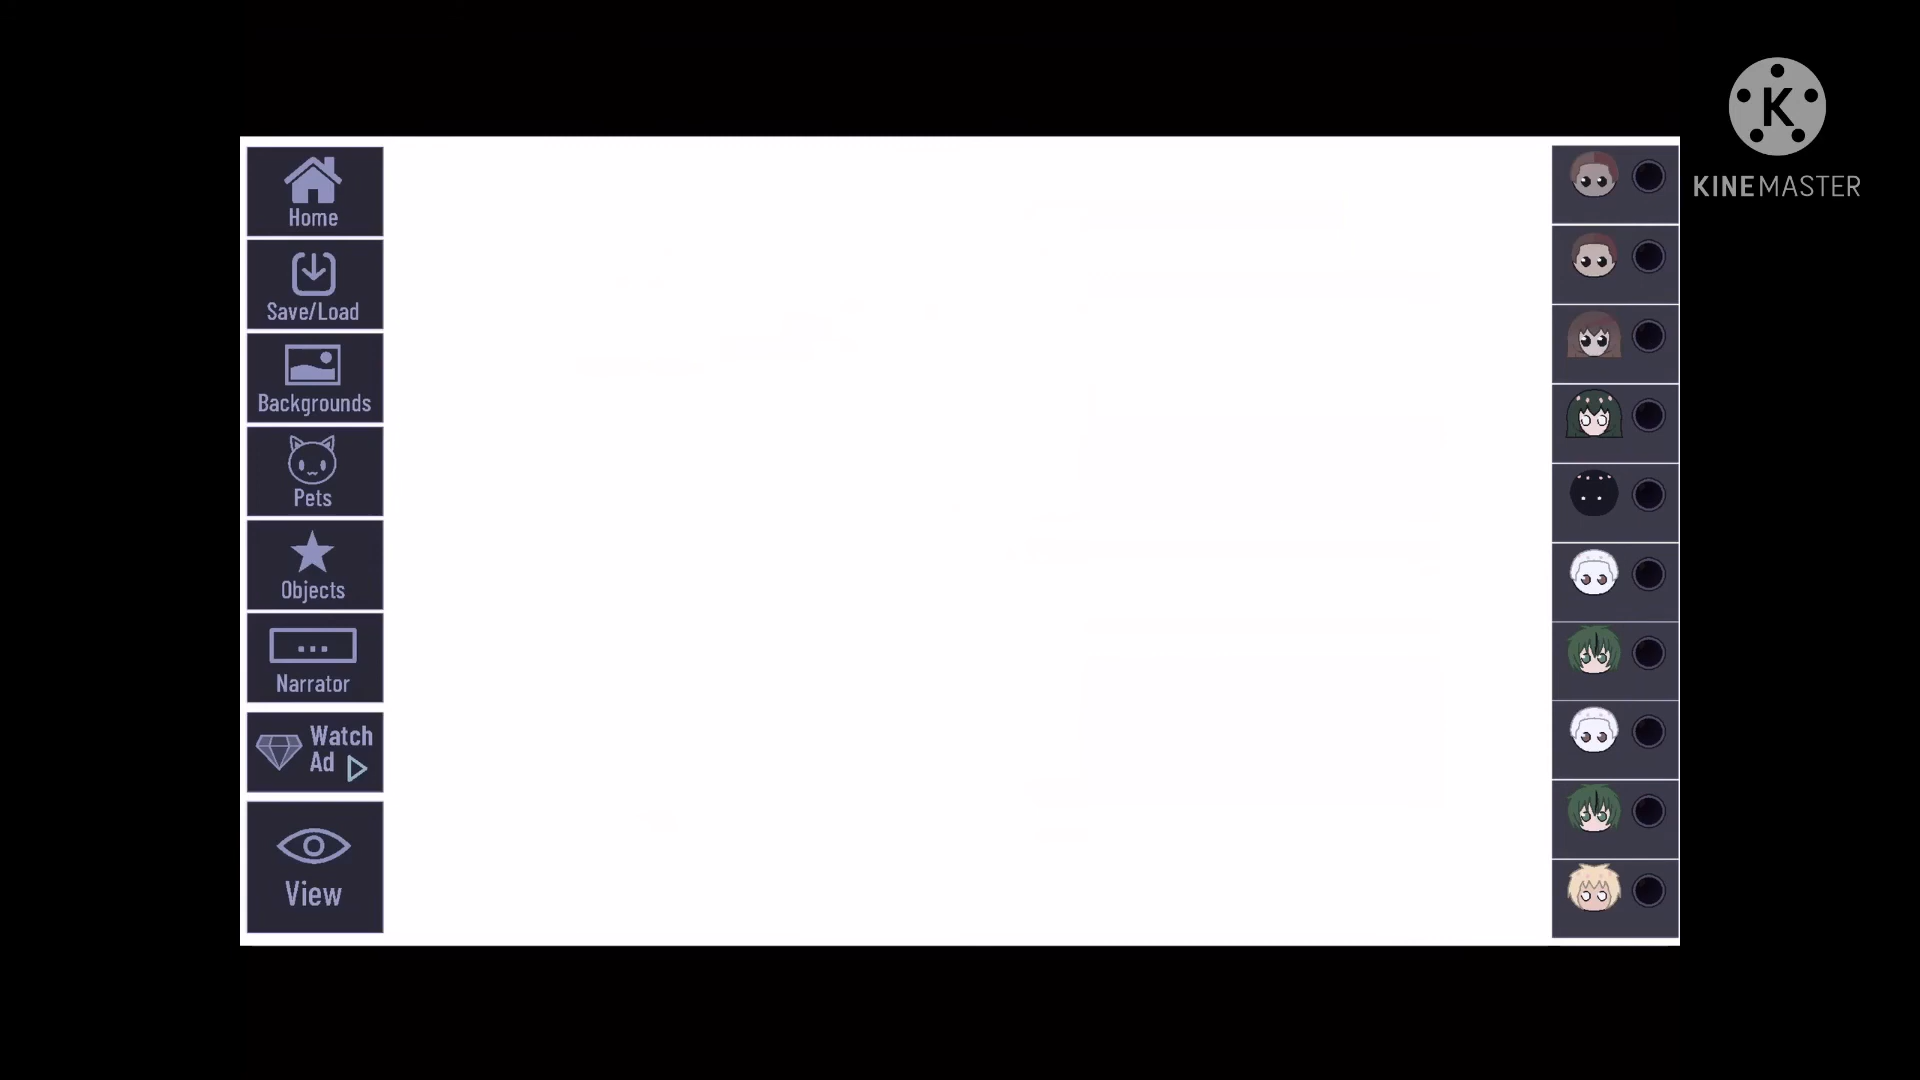 Home
Save/Load
Backgrounds
Pets
Objects
...
Narrator
Watch
Ad
View
K
KINEMASTER